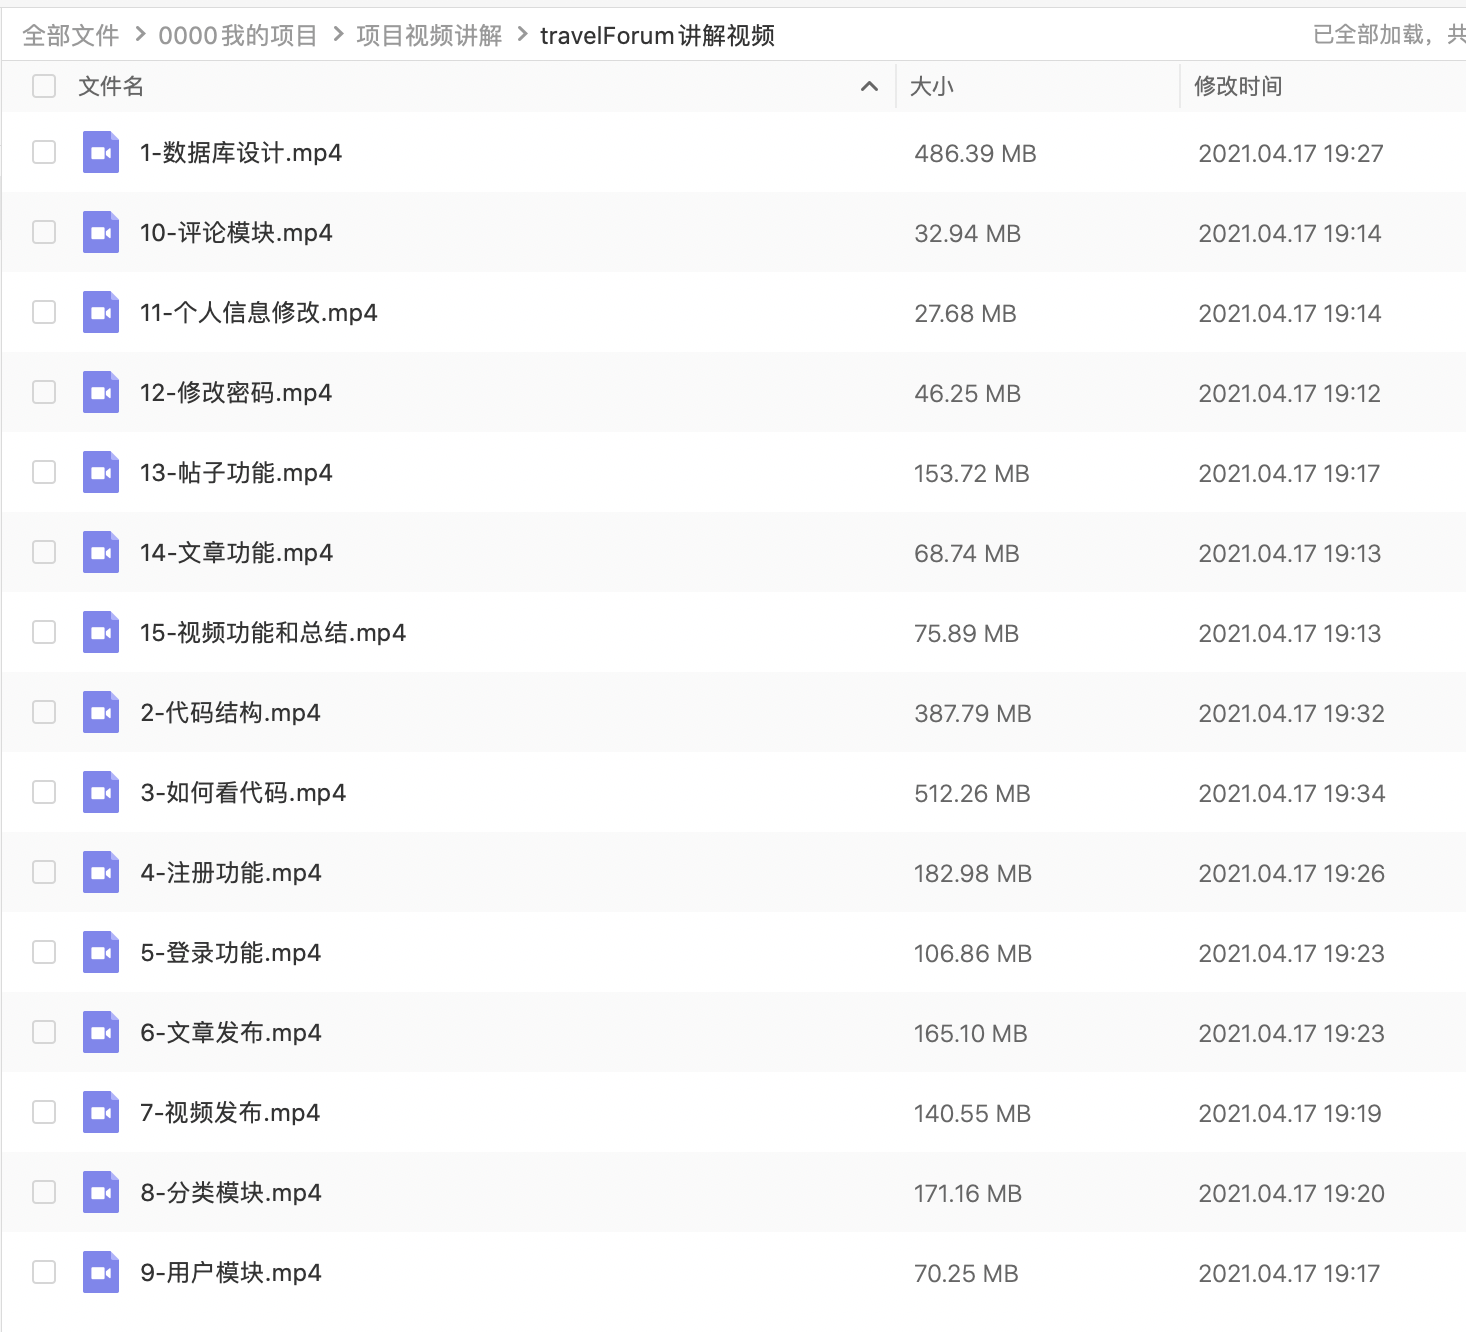 全部文件 > 0000我的项目 > 项目视频讲解 > travelForum讲解视频 已全部加载，共
文件名 大小 修改时间
1-数据库设计.mp4 486.39 MB 2021.04.17 19:27
10-评论模块.mp4 32.94 MB 2021.04.17 19:14
11-个人信息修改.mp4 27.68 MB 2021.04.17 19:14
12-修改密码.mp4 46.25 MB 2021.04.17 19:12
13-帖子功能.mp4 153.72 MB 2021.04.17 19:17
14-文章功能.mp4 68.74 MB 2021.04.17 19:13
15-视频功能和总结.mp4 75.89 MB 2021.04.17 19:13
2-代码结构.mp4 387.79 MB 2021.04.17 19:32
3-如何看代码.mp4 512.26 MB 2021.04.17 19:34
4-注册功能.mp4 182.98 MB 2021.04.17 19:26
5-登录功能.mp4 106.86 MB 2021.04.17 19:23
6-文章发布.mp4 165.10 MB 2021.04.17 19:23
7-视频发布.mp4 140.55 MB 2021.04.17 19:19
8-分类模块.mp4 171.16 MB 2021.04.17 19:20
9-用户模块.mp4 70.25 MB 2021.04.17 19:17